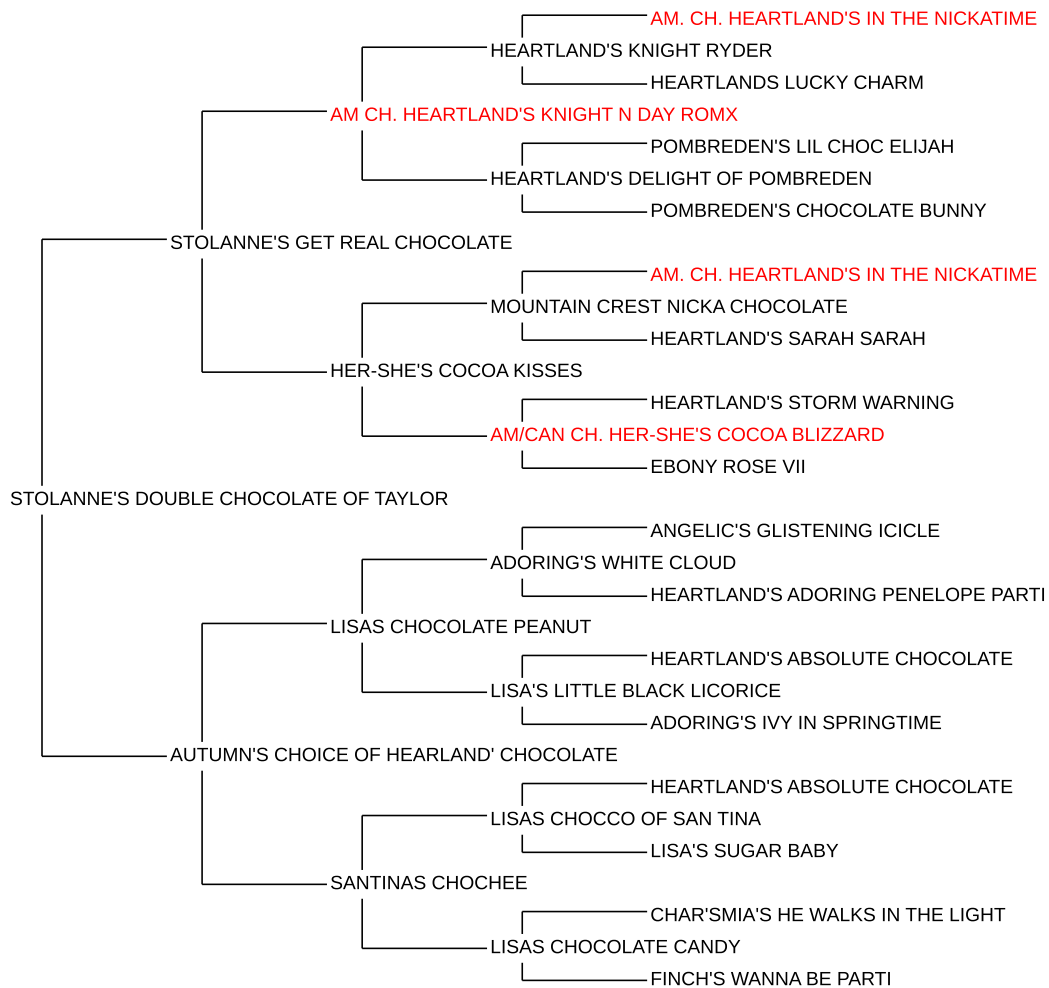 AM. CH. HEARTLAND'S IN THE NICKATIME
HEARTLAND'S KNIGHT RYDER
HEARTLANDS LUCKY CHARM
AM CH. HEARTLAND'S KNIGHT N DAY ROMX
POMBREDEN'S LIL CHOC ELIJAH
HEARTLAND'S DELIGHT OF POMBREDEN
POMBREDEN'S CHOCOLATE BUNNY
STOLANNE'S GET REAL CHOCOLATE
AM. CH. HEARTLAND'S IN THE NICKATIME
MOUNTAIN CREST NICKA CHOCOLATE
HEARTLAND'S SARAH SARAH
HER-SHE'S COCOA KISSES
HEARTLAND'S STORM WARNING
AM/CAN CH. HER-SHE'S COCOA BLIZZARD
EBONY ROSE VII
STOLANNE'S DOUBLE CHOCOLATE OF TAYLOR
ANGELIC'S GLISTENING ICICLE
ADORING'S WHITE CLOUD
HEARTLAND'S ADORING PENELOPE PARTI
LISAS CHOCOLATE PEANUT
HEARTLAND'S ABSOLUTE CHOCOLATE
LISA'S LITTLE BLACK LICORICE
ADORING'S IVY IN SPRINGTIME
AUTUMN'S CHOICE OF HEARLAND' CHOCOLATE
HEARTLAND'S ABSOLUTE CHOCOLATE
LISAS CHOCCO OF SAN TINA
LISA'S SUGAR BABY
SANTINAS CHOCHEE
CHAR'SMIA'S HE WALKS IN THE LIGHT
LISAS CHOCOLATE CANDY
FINCH'S WANNA BE PARTI